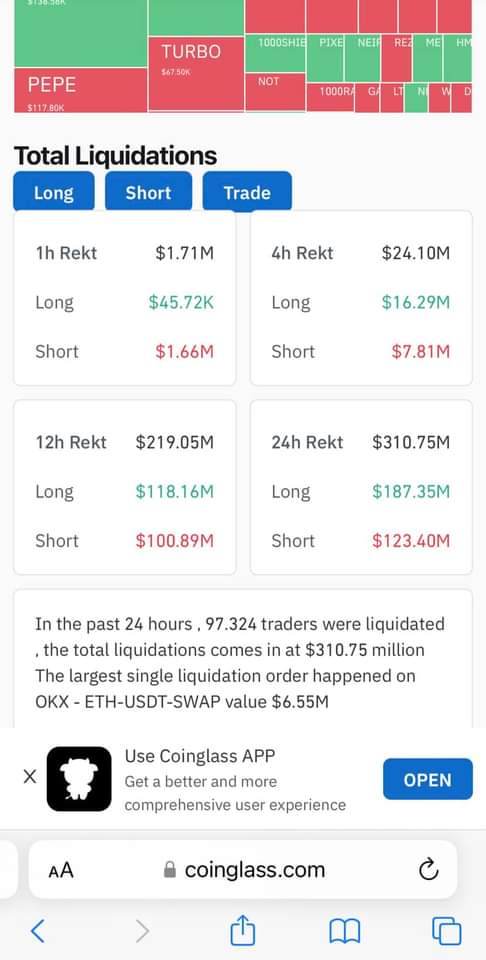 $138.58K
TURBO
$67.50K
PEPE
$117.80K
1000SHIE
PIXE
NEIF
REZ
ME
HM
NOT
1000RA
GA
LT
W
D
Total Liquidations
Long Short Trade
1h Rekt $1.71M
Long $45.72K
Short $1.66M
4h Rekt $24.10M
Long $16.29M
Short $7.81M
12h Rekt $219.05M
Long $118.16M
Short $100.89M
24h Rekt $310.75M
Long $187.35M
Short $123.40M
In the past 24 hours , 97.324 traders were liquidated
, the total liquidations comes in at $310.75 million
The largest single liquidation order happened on
OKX - ETH-USDT-SWAP value $6.55M
X
Use Coinglass APP
Get a better and more
comprehensive user experience
OPEN
AA coinglass.com